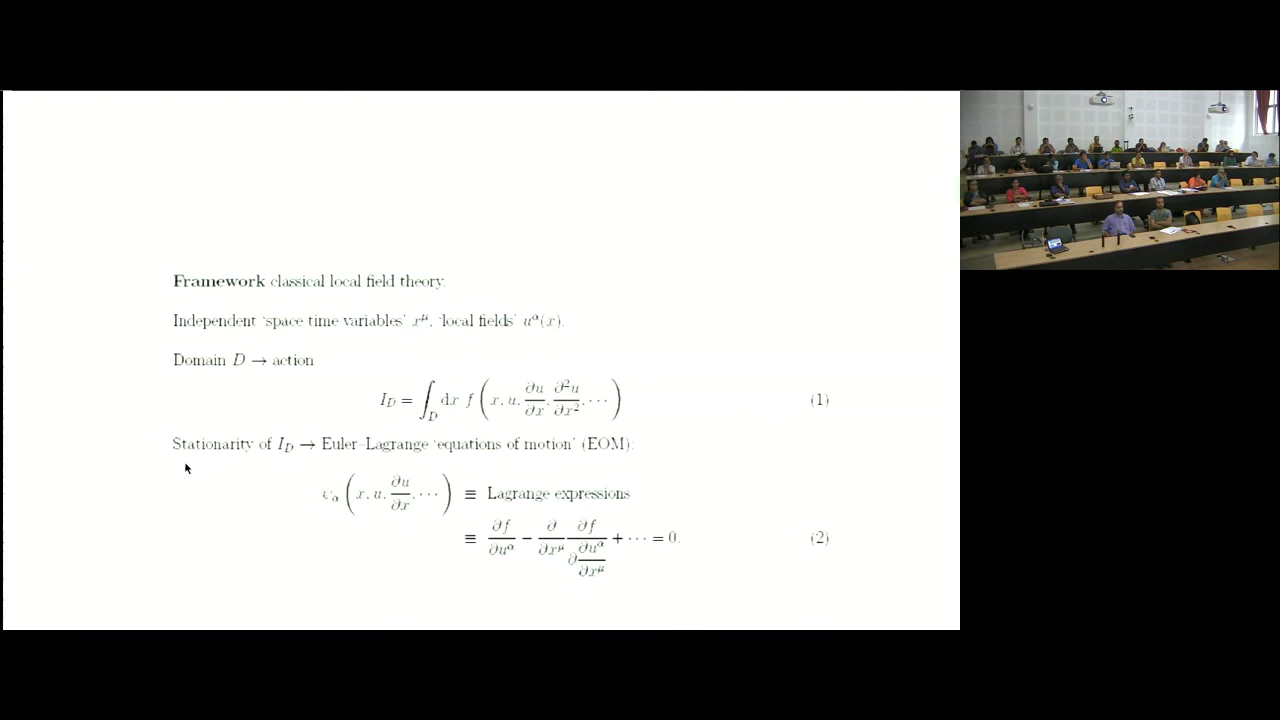 Framework classical local field theory.
Independent 'space time variables' x^μ, 'local fields' u^α(x).
Domain D → action
I_D = ∫_D dx f (x, u, ∂u/∂x, ∂²u/∂x², ⋯) (1)
Stationarity of I_D → Euler–Lagrange 'equations of motion' (EOM):
υ_α (x, u, ∂u/∂x, ⋯) ≡ Lagrange expressions
≡ ∂f/∂u^α − ∂/∂x^μ ∂f/∂(∂u^α/∂x^μ) + ⋯ = 0. (2)